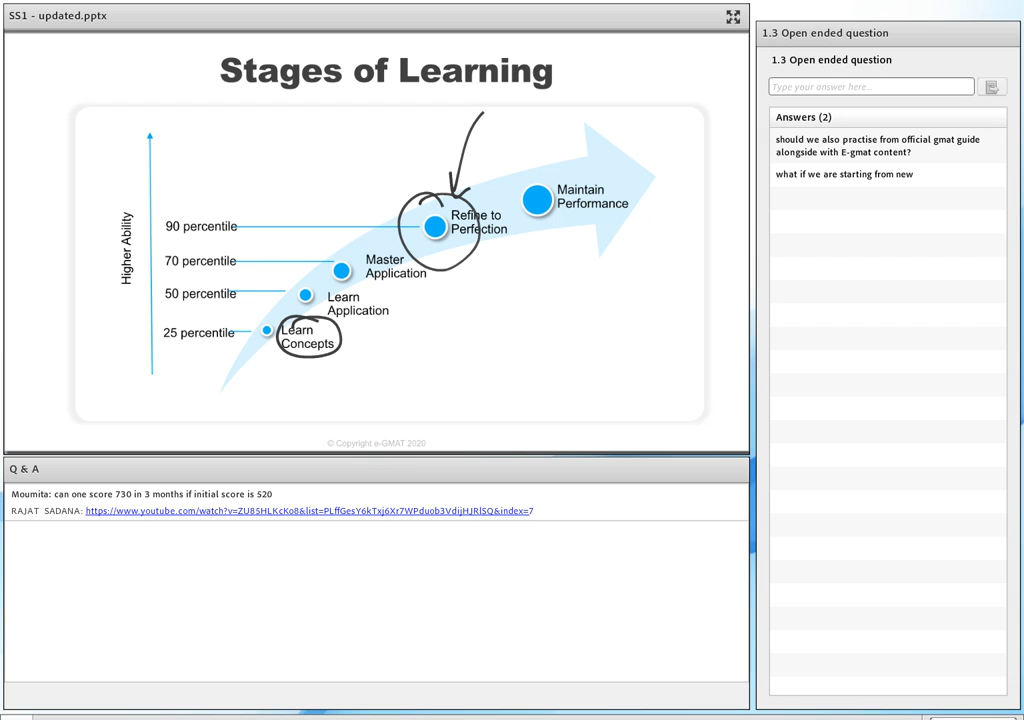 SS1 - updated.pptx
Stages of Learning
Higher Ability
90 percentile
70 percentile
50 percentile
25 percentile
Maintain
Performance
Refine to
Perfection
Master
Application
Learn
Application
Learn
Concepts
© Copyright e-GMAT 2020
Q & A
Moumita: can one score 730 in 3 months if initial score is 520
RAJAT SADANA: https://www.youtube.com/watch?v=ZU85HLKcKo8&list=PLffGesY6kTxj6Xr7WPduob3VdijHJRlSQ&index=7
1.3 Open ended question
1.3 Open ended question
Type your answer here...
Answers (2)
should we also practise from official gmat guide
alongside with E-gmat content?
what if we are starting from new